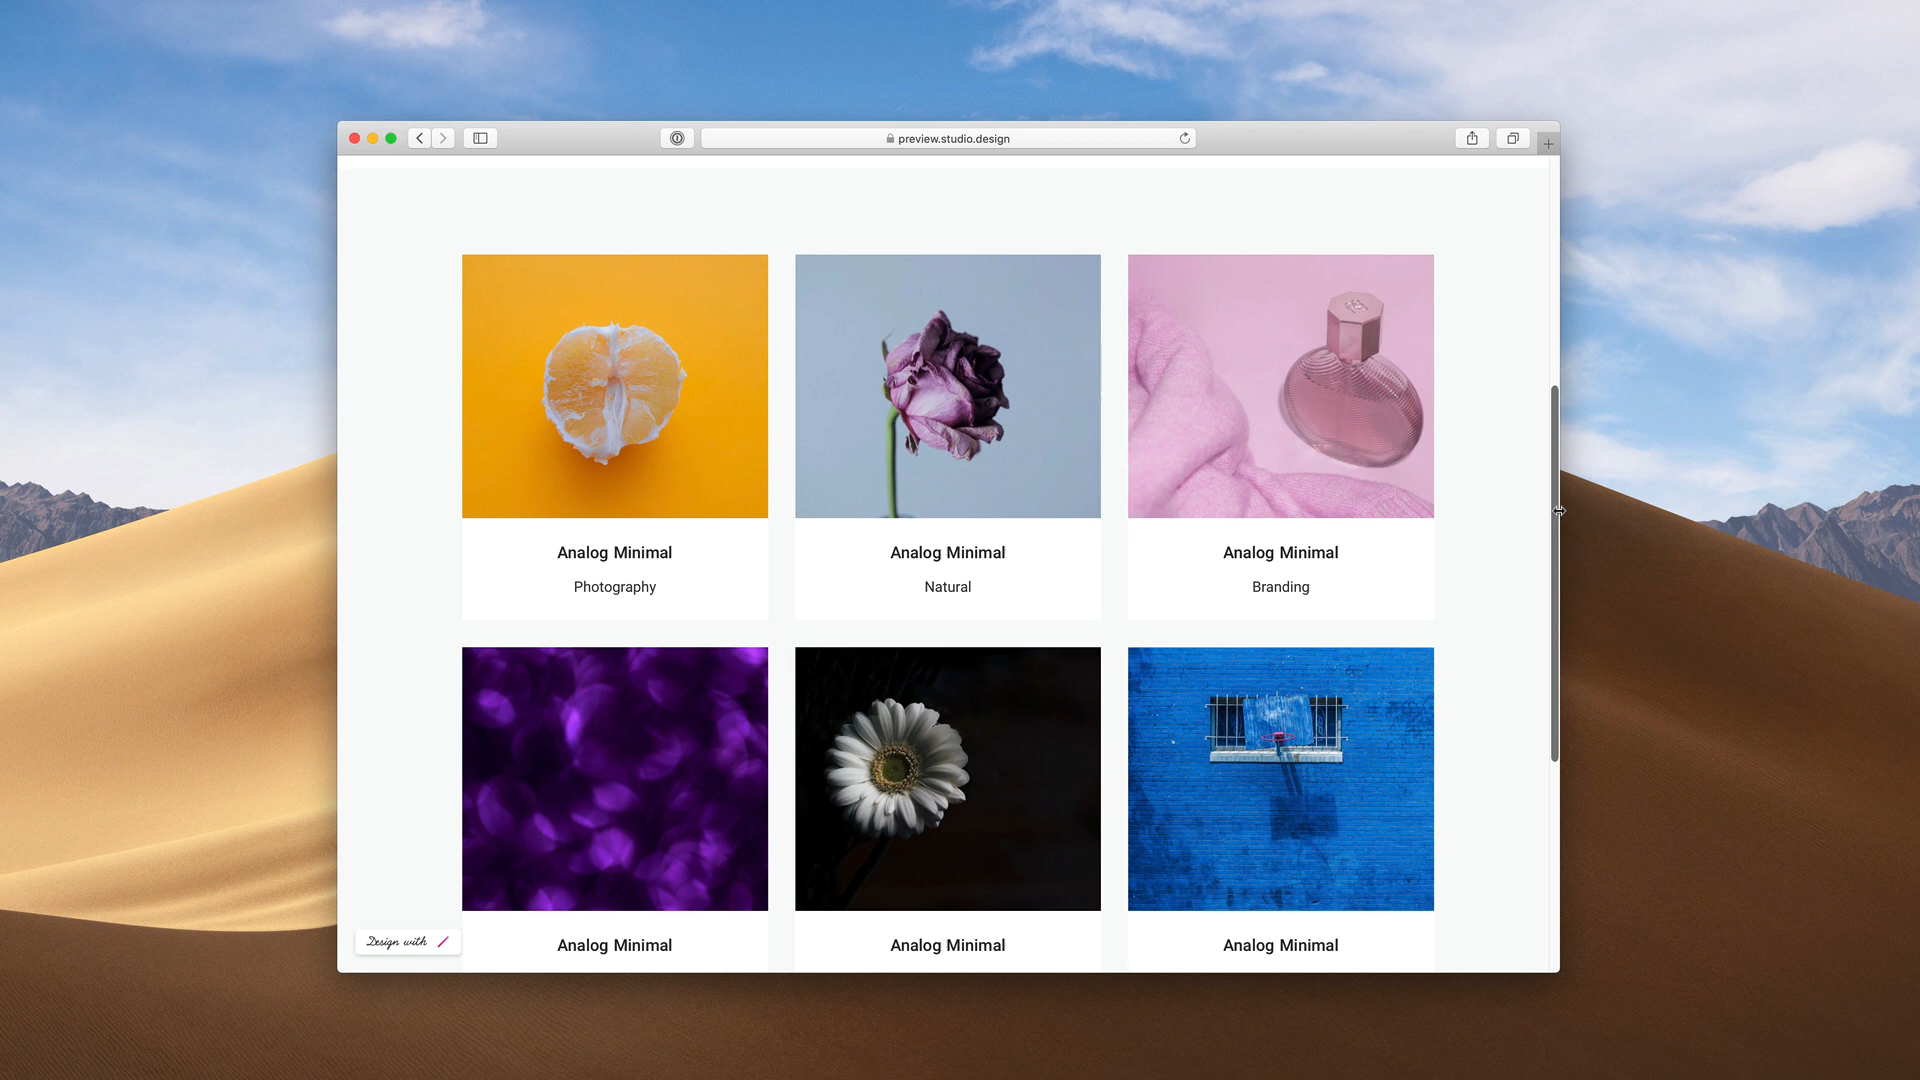 preview.studio.design
Analog Minimal
Photography
Analog Minimal
Natural
Analog Minimal
Branding
Analog Minimal
Analog Minimal
Analog Minimal
Design with